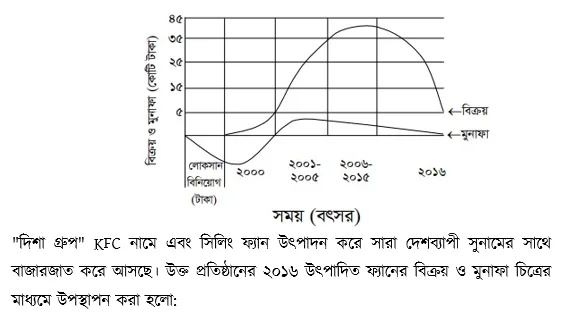 ৪৫
৩৫
২৫
১৫
৫
বিক্রয় ও মুনাফা (কোটি টাকা)
←বিক্রয়
←মুনাফা
লোকসান
বিনিয়োগ
(টাকা)
২০০০
২০০১-
২০০৫
২০০৬-
২০১৫
২০১৬
সময় (বৎসর)
"দিশা গ্রুপ" KFC নামে এবং সিলিং ফ্যান উৎপাদন করে সারা দেশব্যাপী সুনামের সাথে
বাজারজাত করে আসছে। উক্ত প্রতিষ্ঠানের ২০১৬ উৎপাদিত ফ্যানের বিক্রয় ও মুনাফা চিত্রের
মাধ্যমে উপস্থাপন করা হলো: